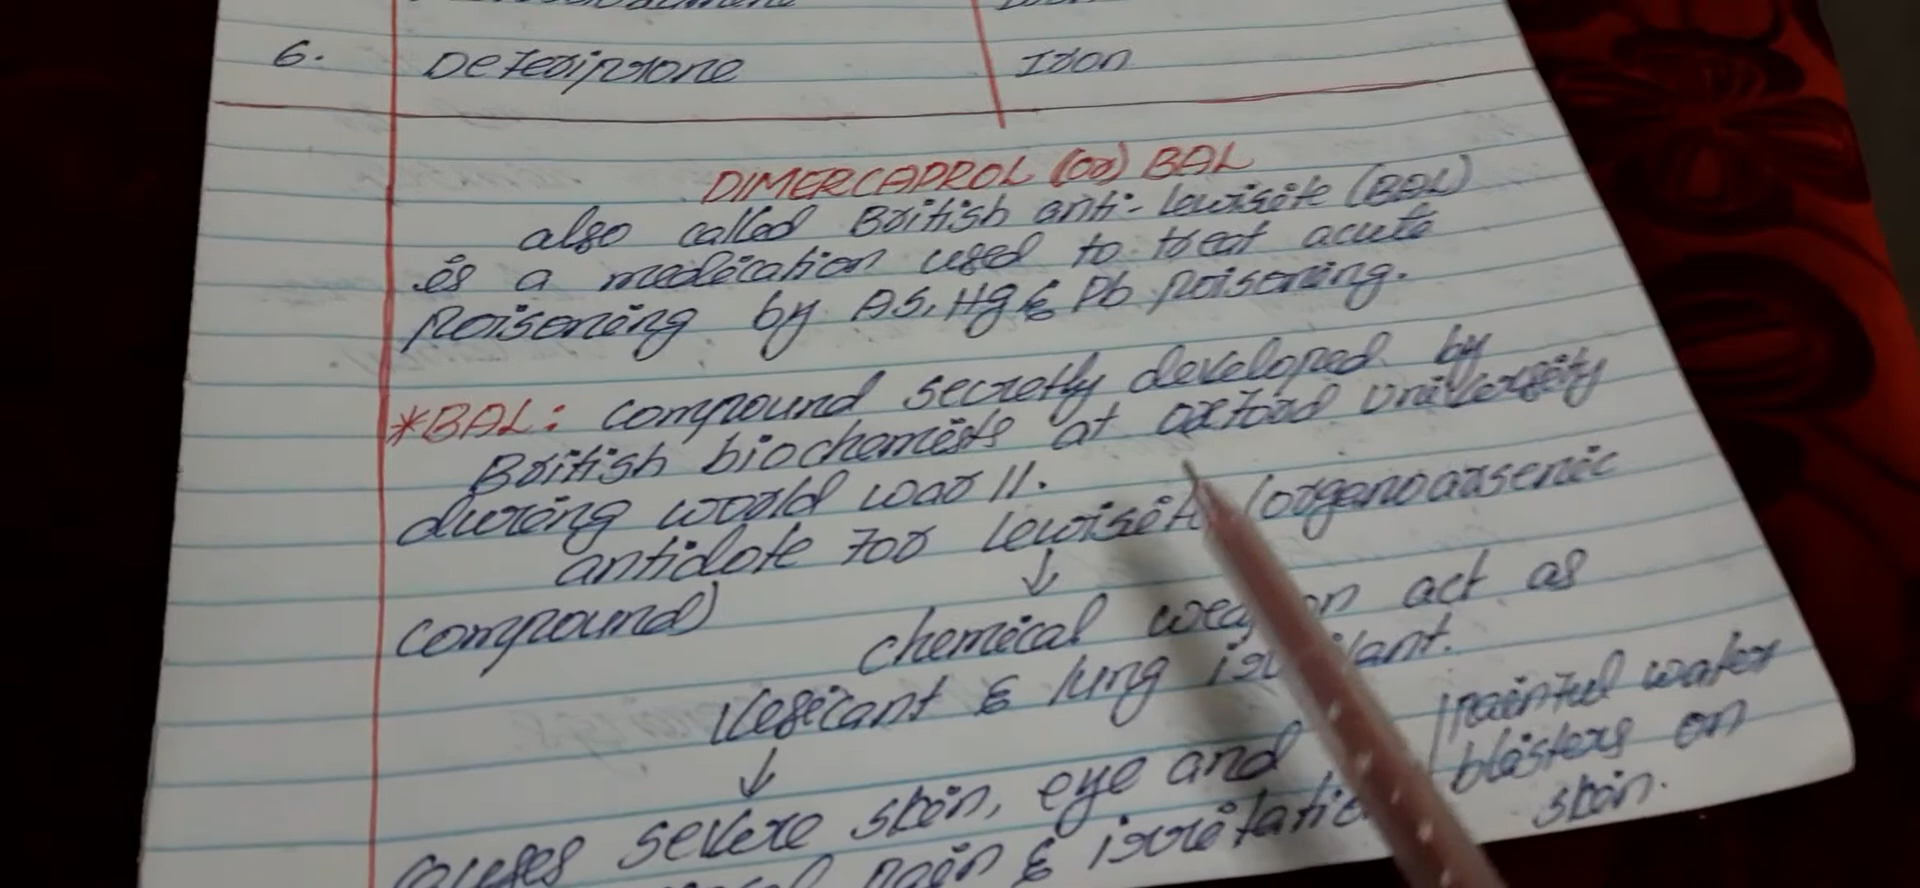 6. Deferiprone Iron
DIMERCAPROL (or) BAL
also called British anti-lewisite (BAL)
is a medication used to treat acute
poisoning by AS, Hg & Pb poisoning.
*BAL: compound secretly developed by
British biochemists at oxford university
during world war II.
antidote for lewisite (organoarsenic
compound)
↓
chemical weapon act as
vesicant & lung irritant.
↓
causes severe skin, eye and
pain & irritation
painful water
blisters on
skin.